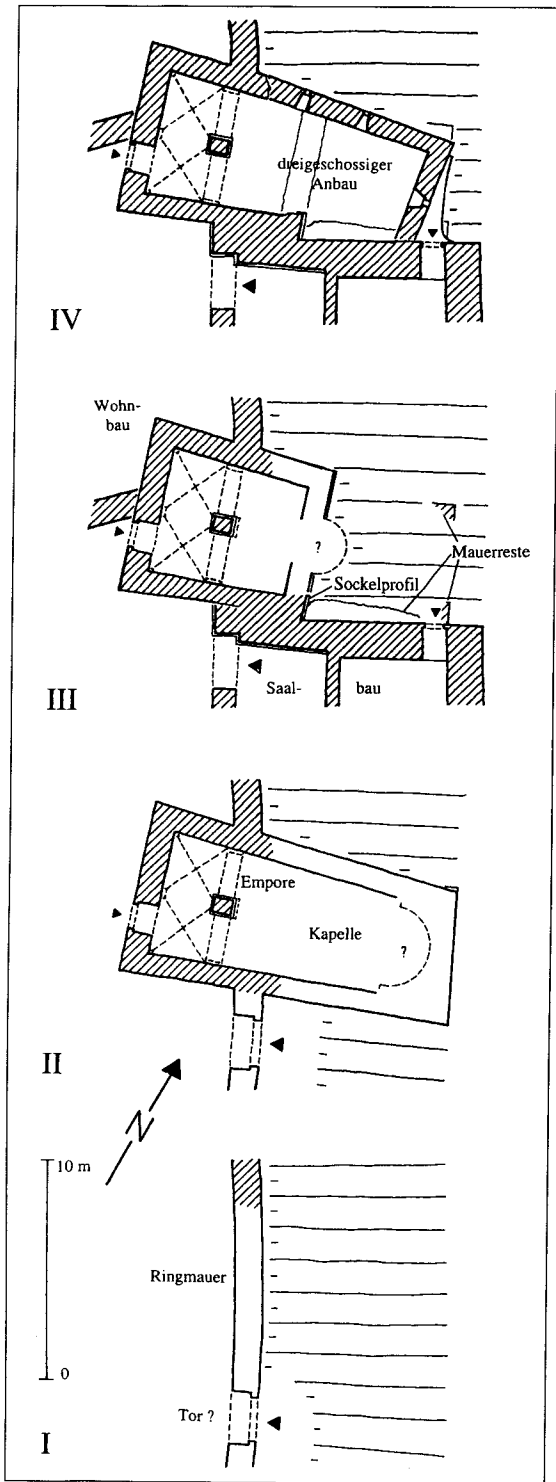 dreigeschossiger
Anbau
IV
Wohn-
bau
?
Mauerreste
Sockelprofil
Saal-
bau
III
Empore
Kapelle
?
II
N
10 m
Ringmauer
0
Tor ?
I